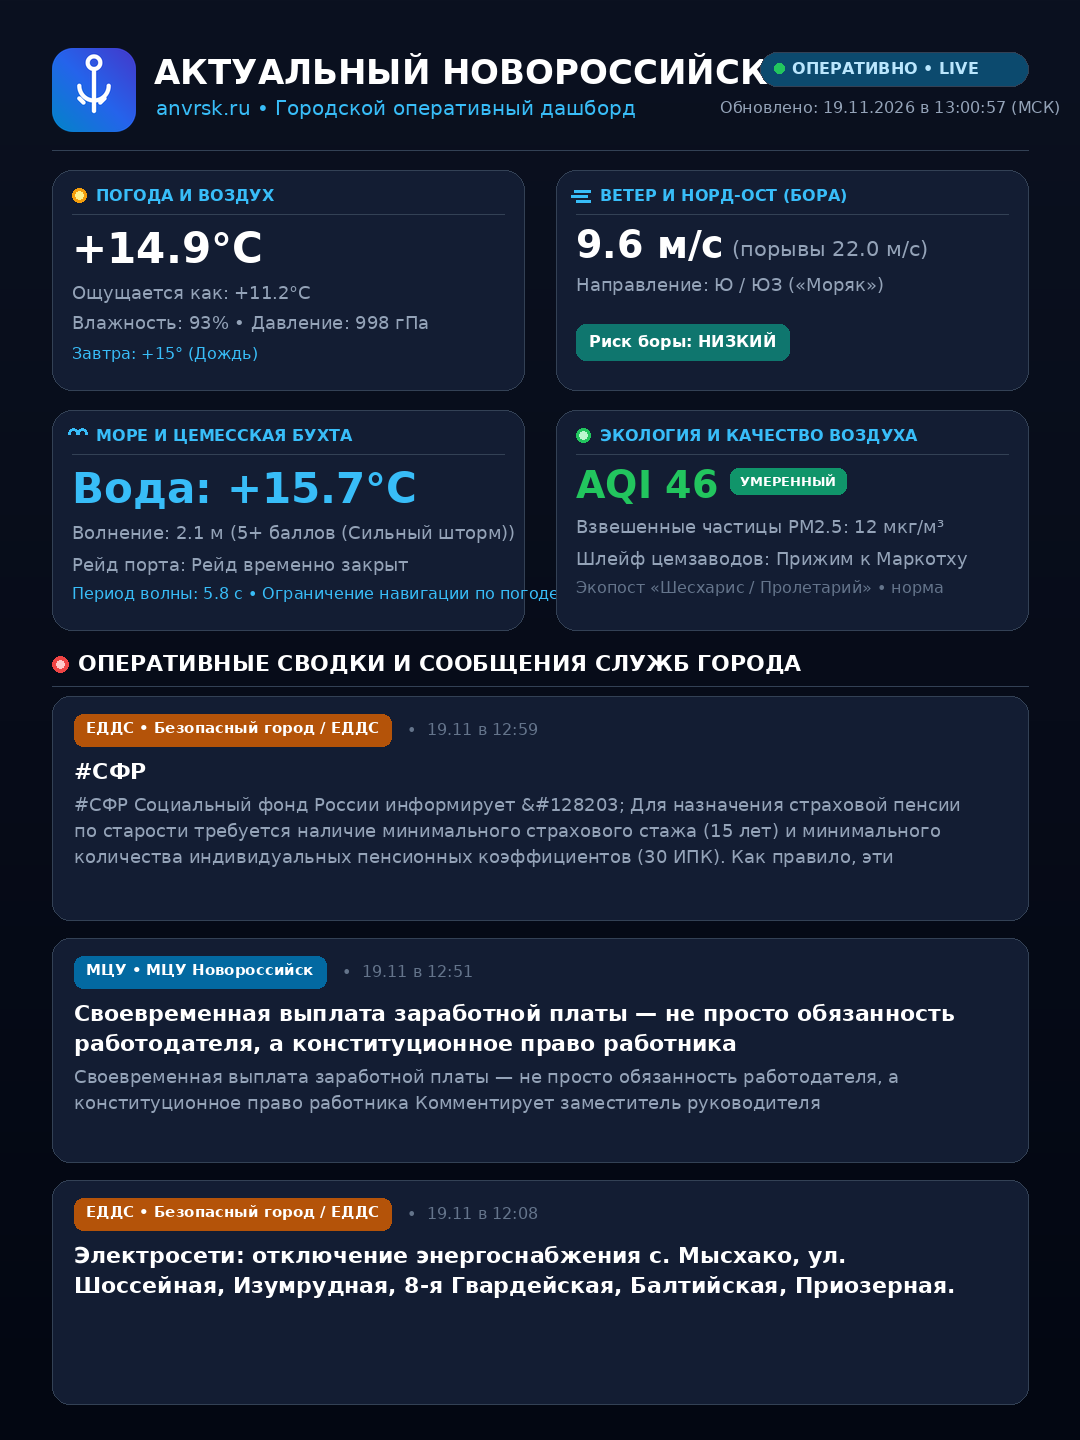 АКТУАЛЬНЫЙ НОВОРОССИЙСК
ОПЕРАТИВНО • LIVE
anvrsk.ru • Городской оперативный дашборд
Обновлено: 19.11.2026 в 13:00:57 (МСК)
ПОГОДА И ВОЗДУХ
+14.9°C
Ощущается как: +11.2°C
Влажность: 93% • Давление: 998 гПа
Завтра: +15° (Дождь)
ВЕТЕР И НОРД-ОСТ (БОРА)
9.6 м/с (порывы 22.0 м/с)
Направление: Ю / ЮЗ («Моряк»)
Риск боры: НИЗКИЙ
МОРЕ И ЦЕМЕССКАЯ БУХТА
Вода: +15.7°C
Волнение: 2.1 м (5+ баллов (Сильный шторм))
Рейд порта: Рейд временно закрыт
Период волны: 5.8 с • Ограничение навигации по погоде
ЭКОЛОГИЯ И КАЧЕСТВО ВОЗДУХА
AQI 46 УМЕРЕННЫЙ
Взвешенные частицы PM2.5: 12 мкг/м³
Шлейф цемзаводов: Прижим к Маркотху
Экопост «Шесхарис / Пролетарий» • норма
ОПЕРАТИВНЫЕ СВОДКИ И СООБЩЕНИЯ СЛУЖБ ГОРОДА
ЕДДС • Безопасный город / ЕДДС • 19.11 в 12:59
#СФР
#СФР Социальный фонд России информирует &#128203; Для назначения страховой пенсии
по старости требуется наличие минимального страхового стажа (15 лет) и минимального
количества индивидуальных пенсионных коэффициентов (30 ИПК). Как правило, эти
МЦУ • МЦУ Новороссийск • 19.11 в 12:51
Своевременная выплата заработной платы — не просто обязанность
работодателя, а конституционное право работника
Своевременная выплата заработной платы — не просто обязанность работодателя, а
конституционное право работника Комментирует заместитель руководителя
ЕДДС • Безопасный город / ЕДДС • 19.11 в 12:08
Электросети: отключение энергоснабжения с. Мысхако, ул.
Шоссейная, Изумрудная, 8-я Гвардейская, Балтийская, Приозерная.